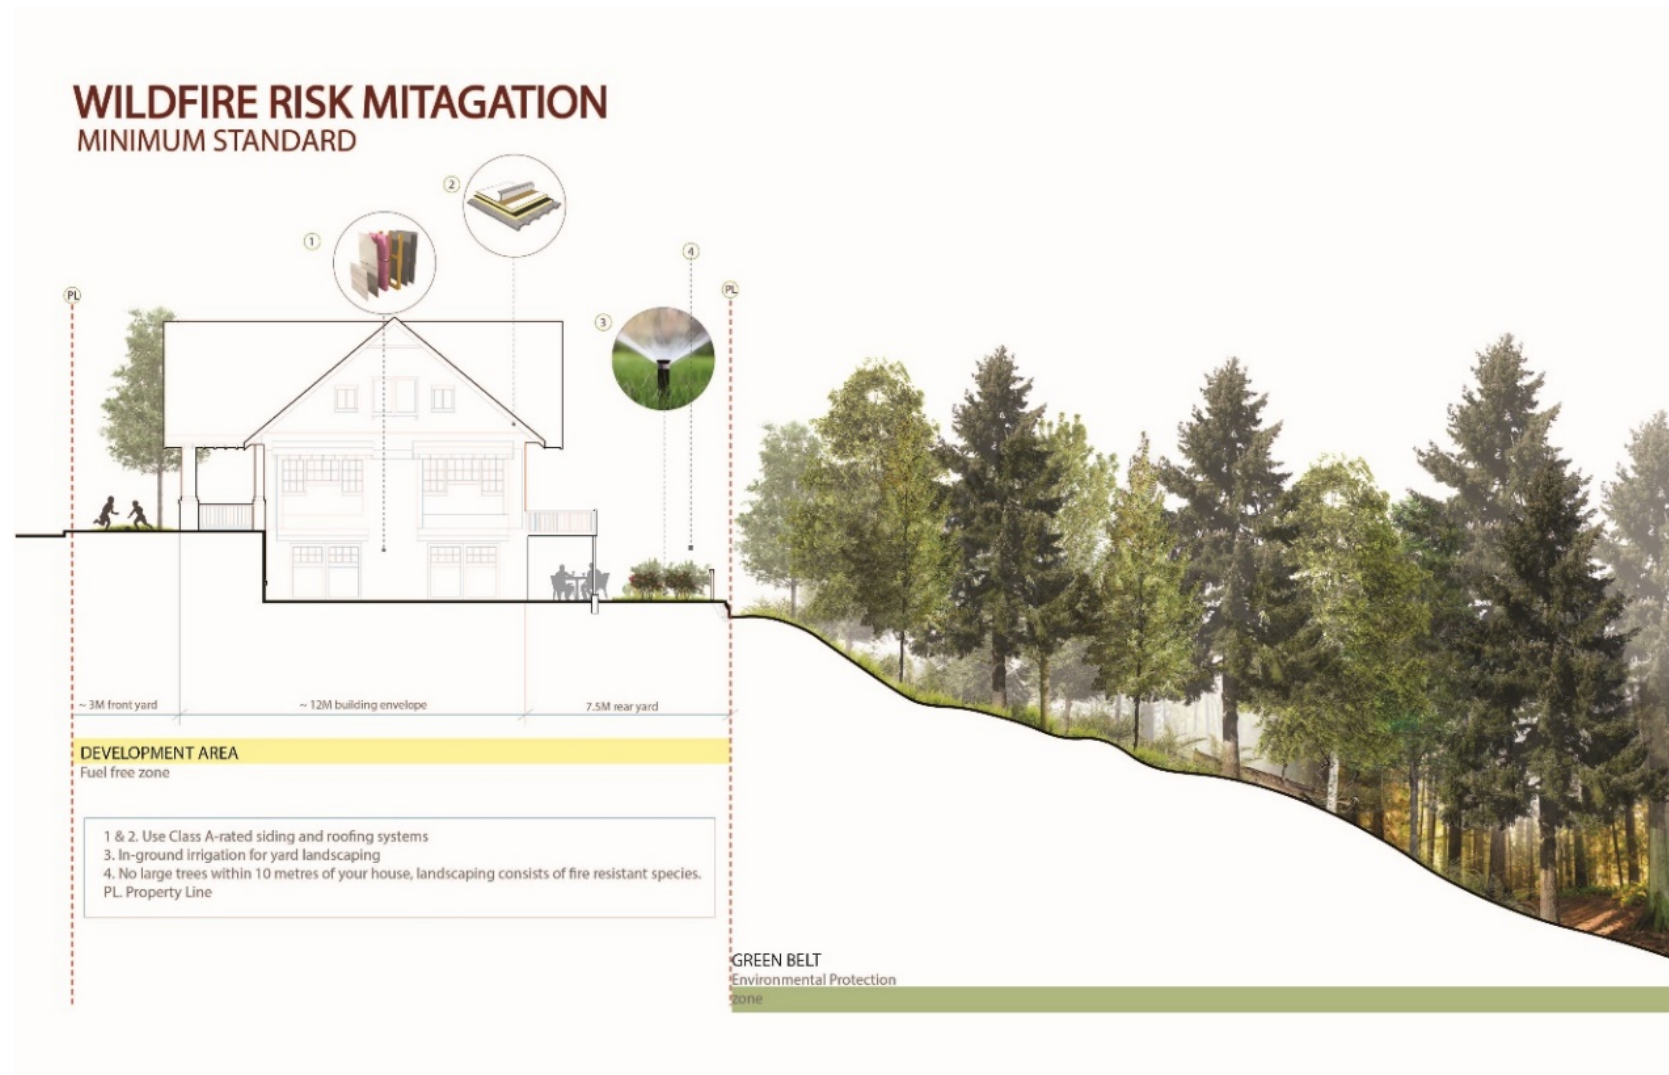 WILDFIRE RISK MITAGATION
MINIMUM STANDARD
2
1
4
PL
PL
3
~ 3M front yard
~ 12M building envelope
7.5M rear yard
DEVELOPMENT AREA
Fuel free zone
1 & 2. Use Class A-rated siding and roofing systems
3. In-ground irrigation for yard landscaping
4. No large trees within 10 metres of your house, landscaping consists of fire resistant species.
PL. Property Line
GREEN BELT
Environmental Protection
zone